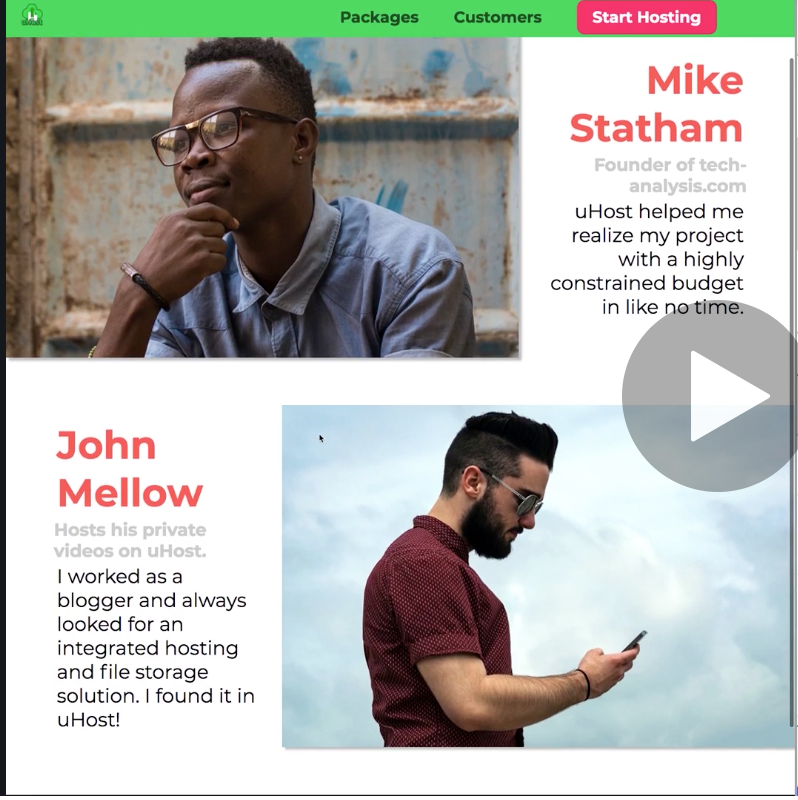 uHost
Packages
Customers
Start Hosting
Mike
Statham
Founder of tech-
analysis.com
uHost helped me
realize my project
with a highly
constrained budget
in like no time.
John
Mellow
Hosts his private
videos on uHost.
I worked as a
blogger and always
looked for an
integrated hosting
and file storage
solution. I found it in
uHost!